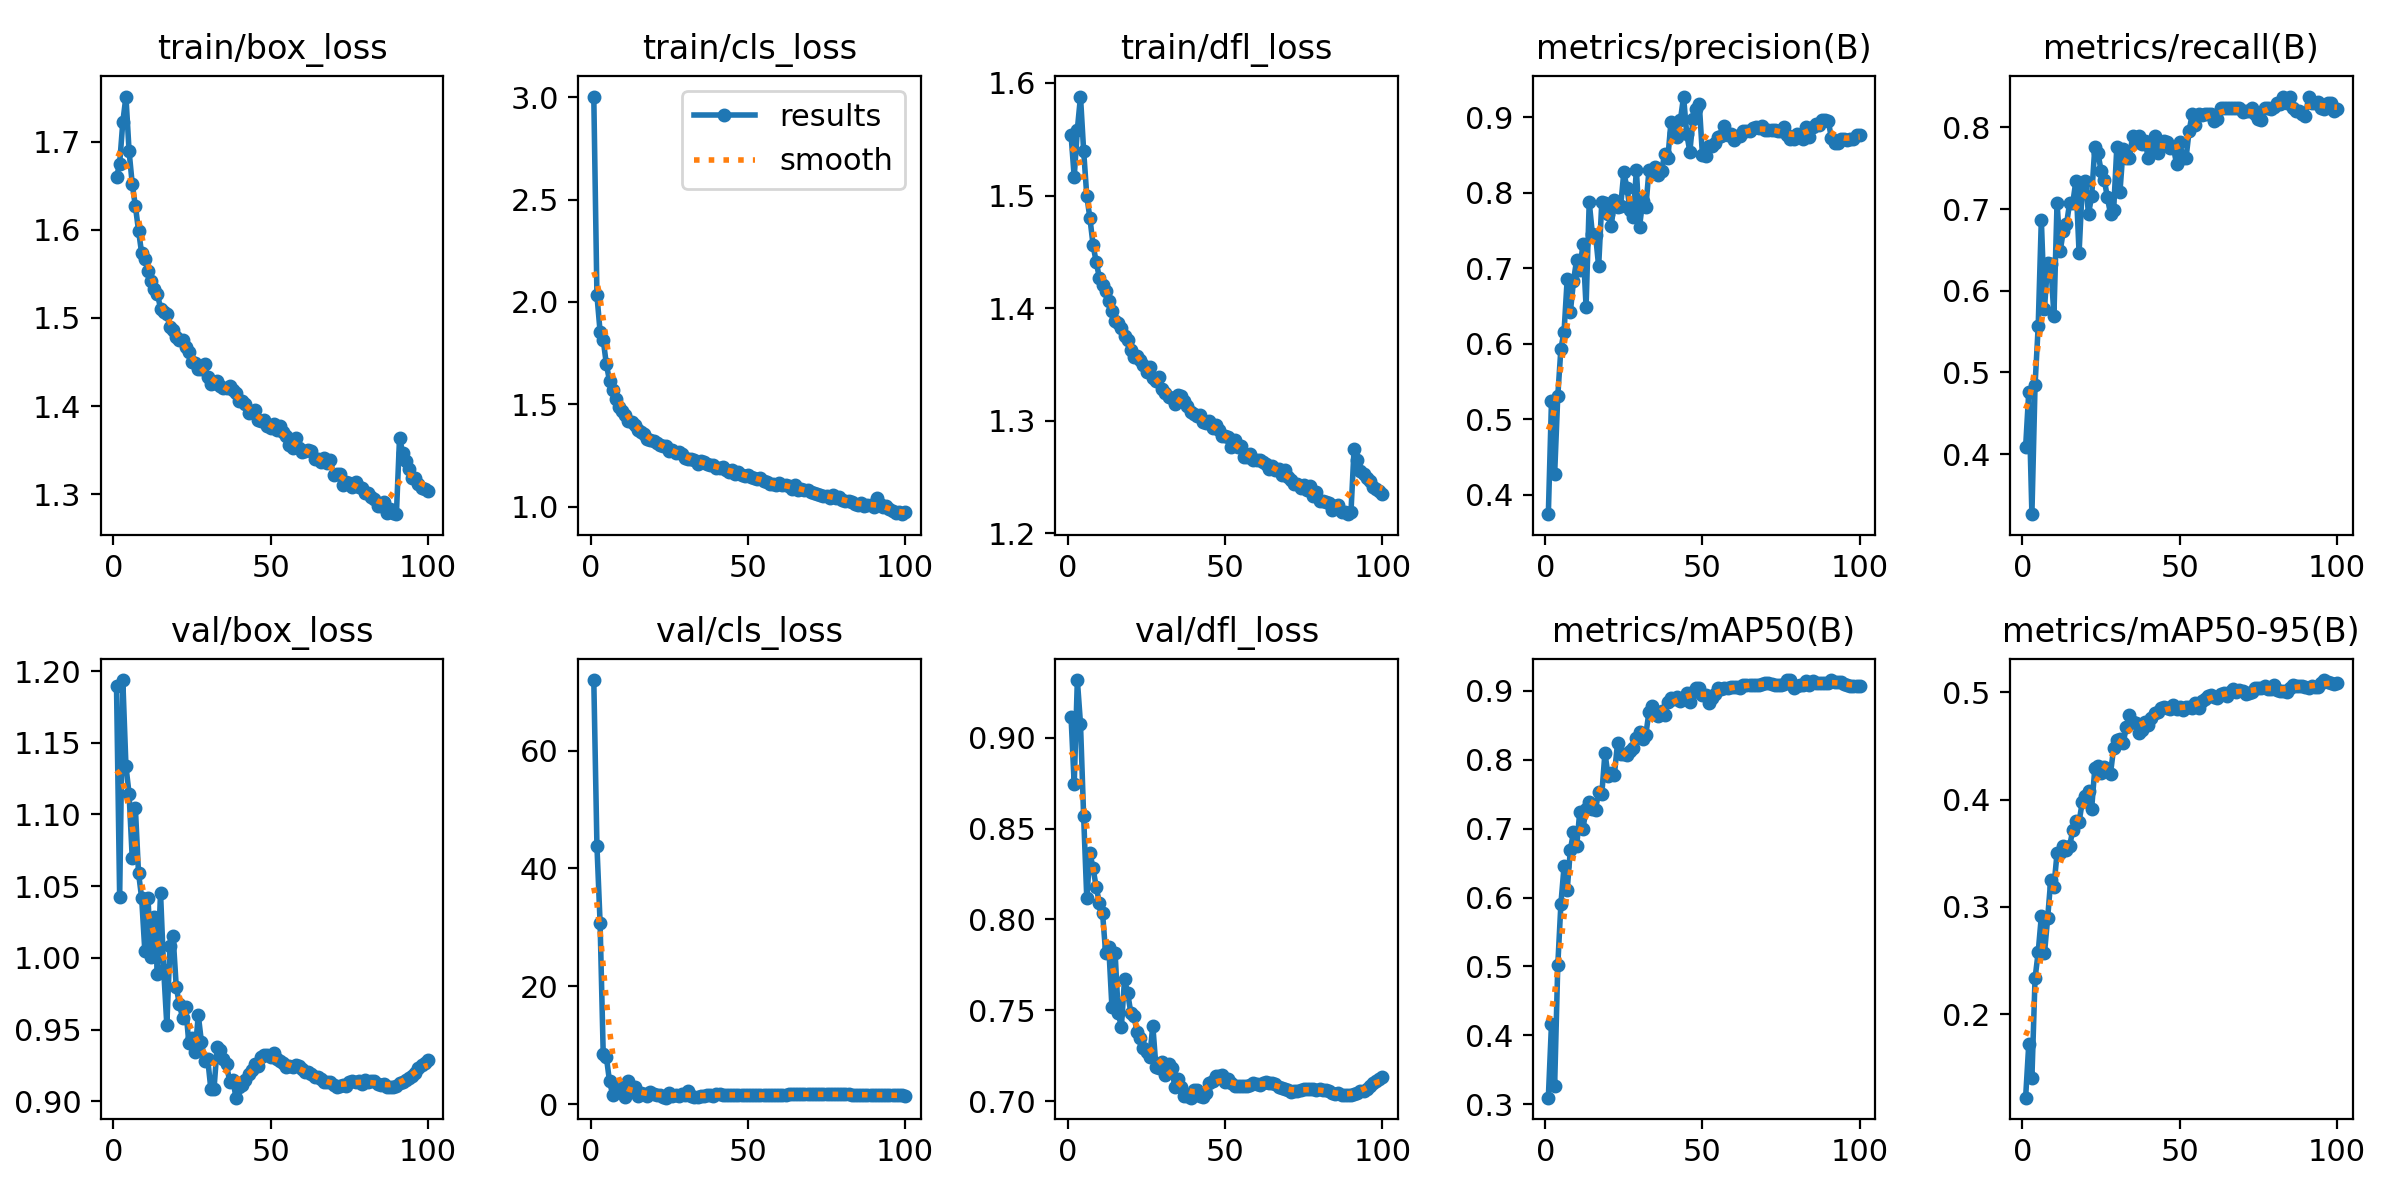 train/box_loss
1.7
1.6
1.5
1.4
1.3
0 50 100
train/cls_loss
results
smooth
3.0
2.5
2.0
1.5
1.0
0 50 100
train/dfl_loss
1.6
1.5
1.4
1.3
1.2
0 50 100
metrics/precision(B)
0.9
0.8
0.7
0.6
0.5
0.4
0 50 100
metrics/recall(B)
0.8
0.7
0.6
0.5
0.4
0 50 100
val/box_loss
1.20
1.15
1.10
1.05
1.00
0.95
0.90
0 50 100
val/cls_loss
60
40
20
0
0 50 100
val/dfl_loss
0.90
0.85
0.80
0.75
0.70
0 50 100
metrics/mAP50(B)
0.9
0.8
0.7
0.6
0.5
0.4
0.3
0 50 100
metrics/mAP50-95(B)
0.5
0.4
0.3
0.2
0 50 100